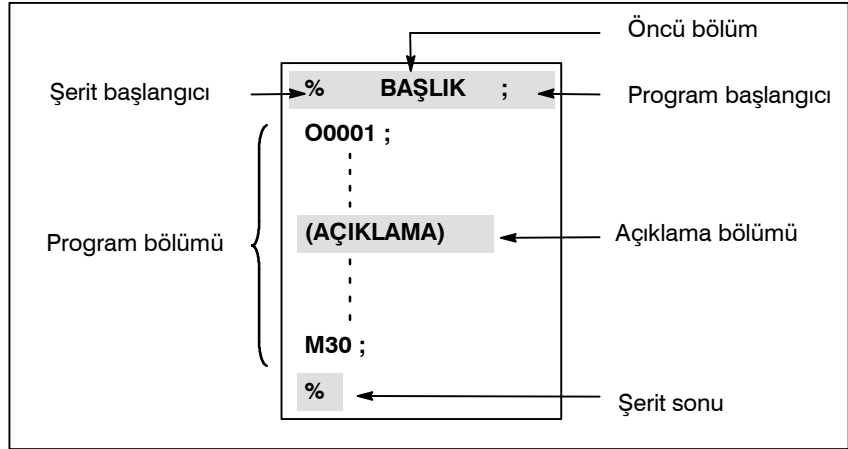 Öncü bölüm
Şerit başlangıcı
% BAŞLIK ;
Program başlangıcı
O0001 ;
Program bölümü
(AÇIKLAMA)
Açıklama bölümü
M30 ;
%
Şerit sonu